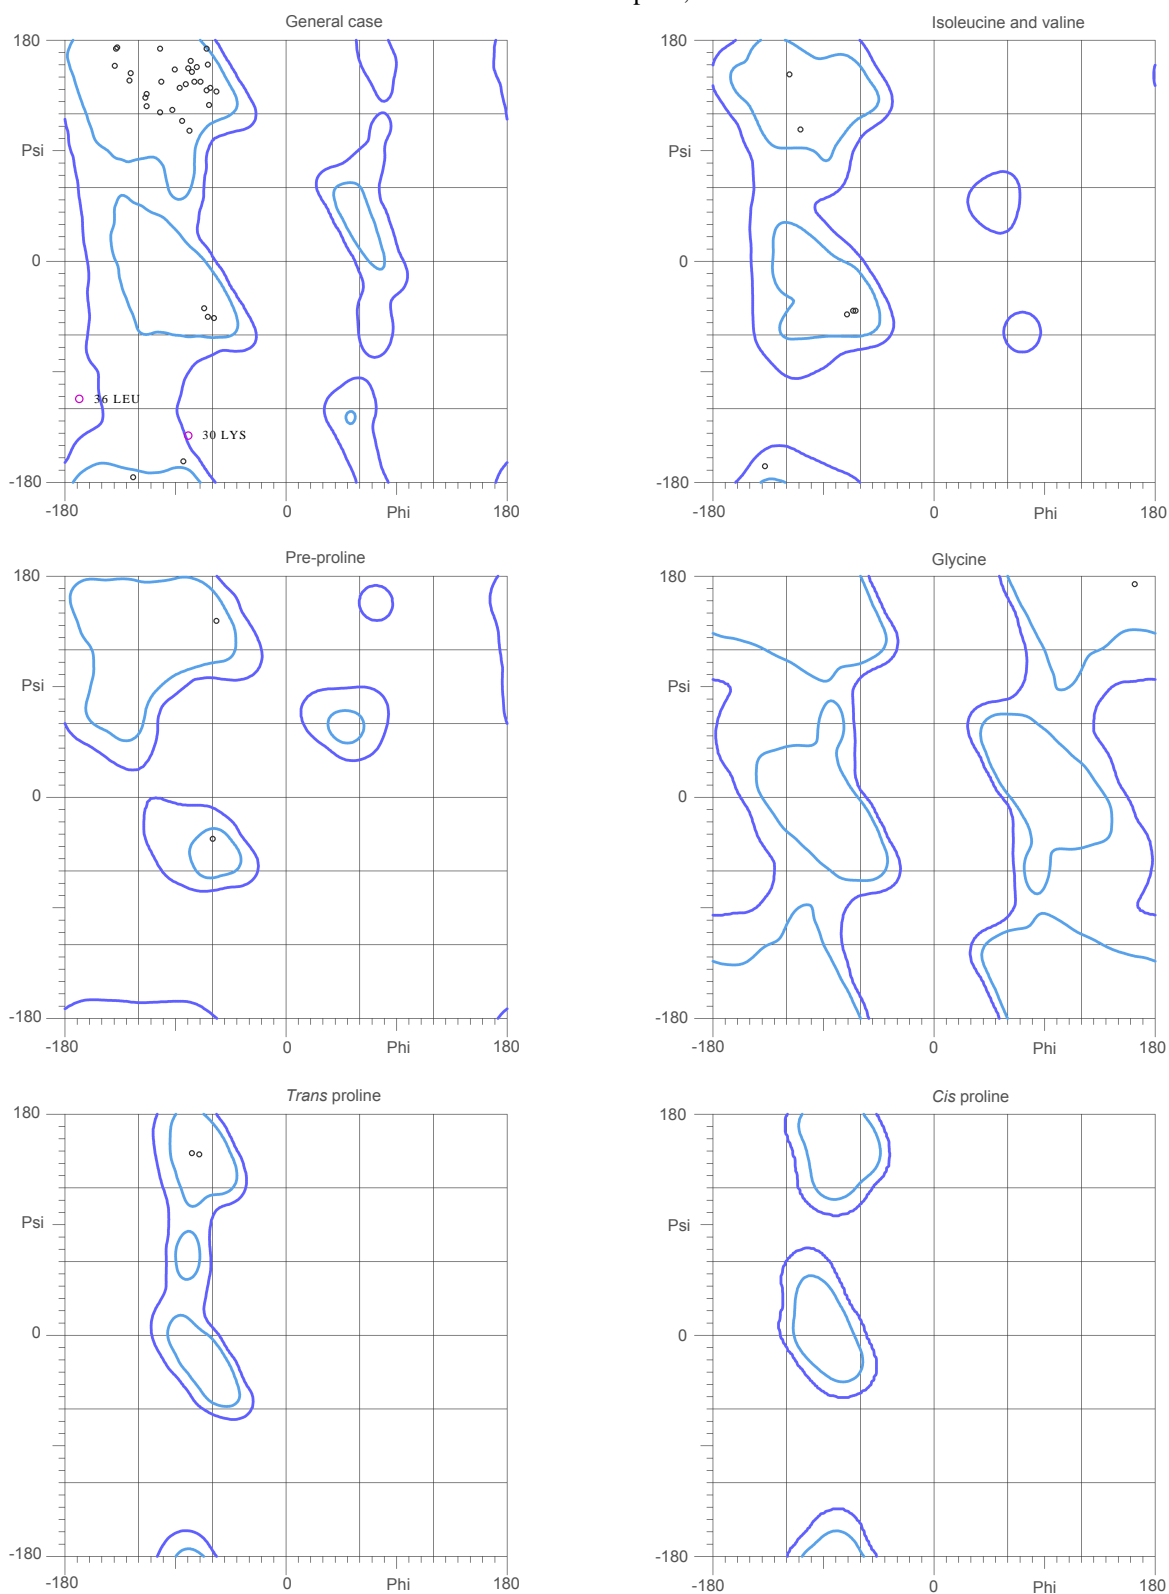 General case
Isoleucine and valine
180
Psi
0
-180
36 LEU
30 LYS
-180
0
Phi
180
180
Psi
0
-180
-180
0
Phi
180
Pre-proline
Glycine
180
Psi
0
-180
-180
0
Phi
180
180
Psi
0
-180
-180
0
Phi
180
Trans proline
Cis proline
180
Psi
0
-180
-180
0
Phi
180
180
Psi
0
-180
-180
0
Phi
180